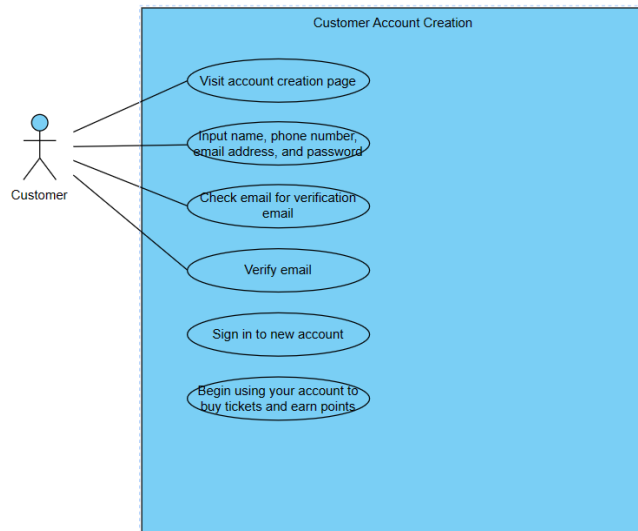 Customer Account Creation
Visit account creation page
Input name, phone number,
email address, and password
Customer
Check email for verification
email
Verify email
Sign in to new account
Begin using your account to
buy tickets and earn points